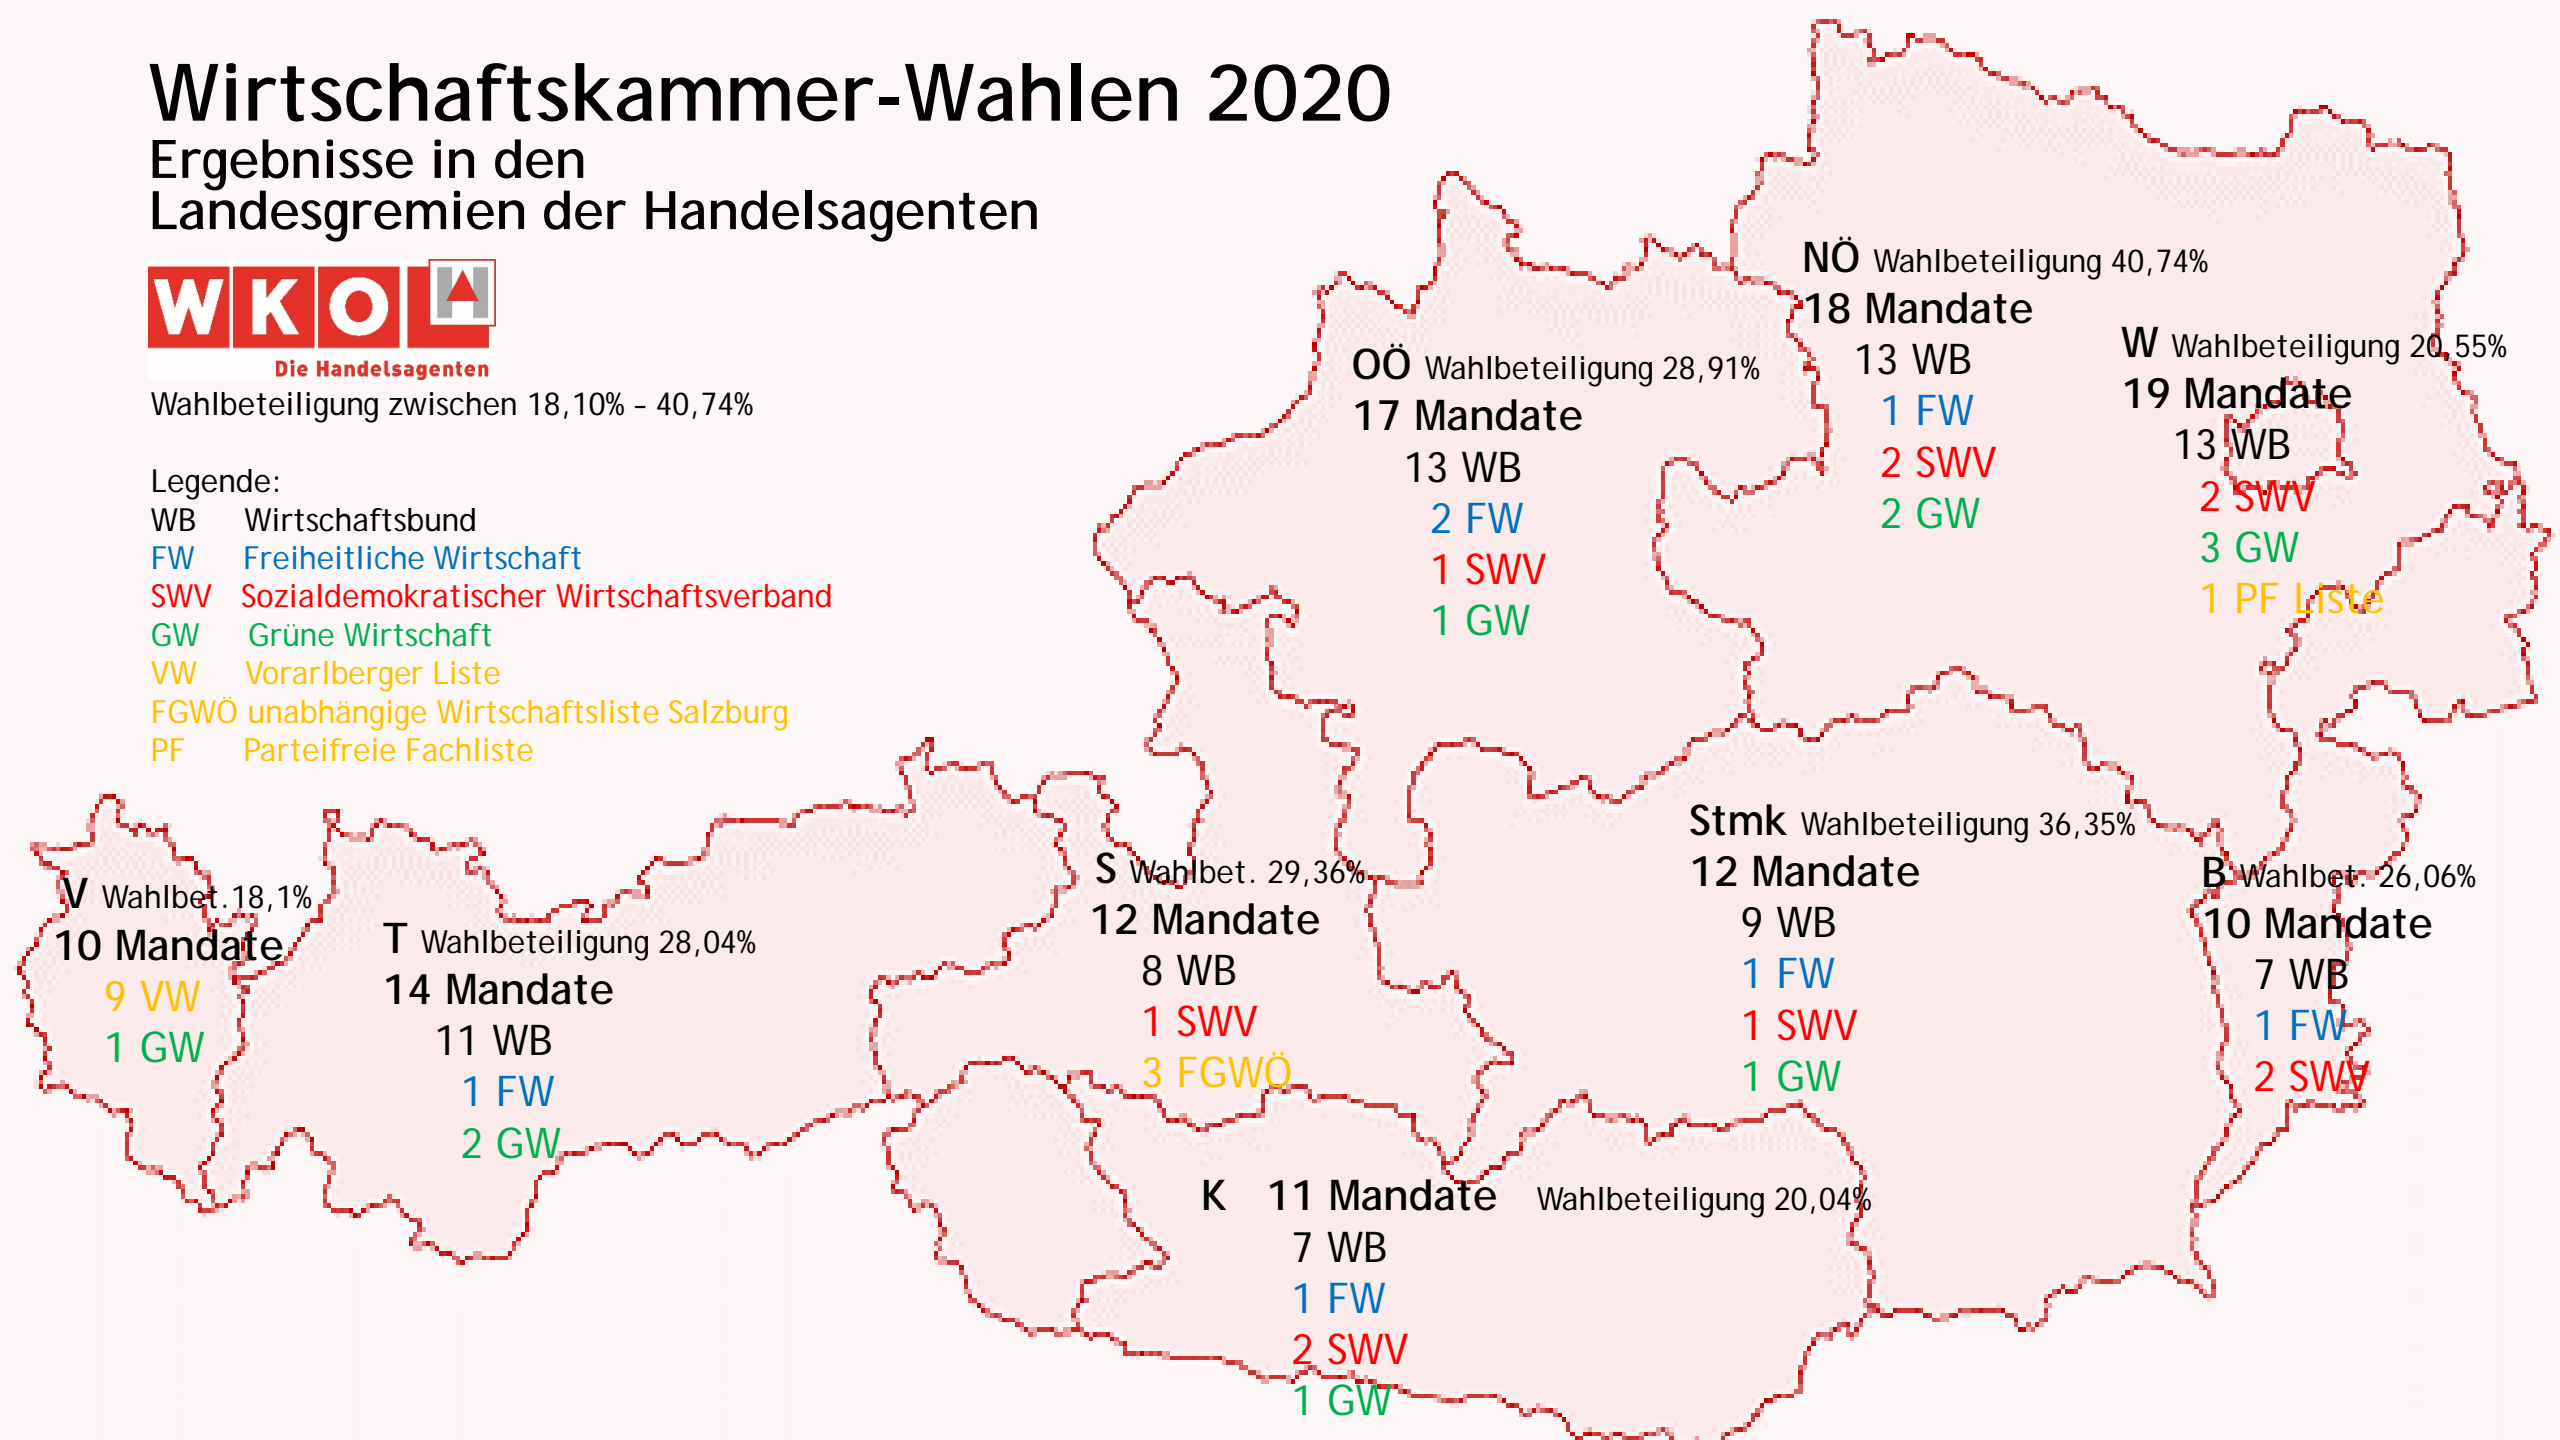 Wirtschaftskammer-Wahlen 2020
Ergebnisse in den
Landesgremien der Handelsagenten
WKO
Die Handelsagenten
Wahlbeteiligung zwischen 18,10% – 40,74%
Legende:
WB Wirtschaftsbund
FW Freiheitliche Wirtschaft
SWV Sozialdemokratischer Wirtschaftsverband
GW Grüne Wirtschaft
VW Vorarlberger Liste
FGWÖ unabhängige Wirtschaftsliste Salzburg
PF Parteifreie Fachliste
V Wahlbet.18,1%
10 Mandate
9 VW
1 GW
T Wahlbeteiligung 28,04%
14 Mandate
11 WB
1 FW
2 GW
S Wahlbet. 29,36%
12 Mandate
8 WB
1 SWV
3 FGWÖ
OÖ Wahlbeteiligung 28,91%
17 Mandate
13 WB
2 FW
1 SWV
1 GW
NÖ Wahlbeteiligung 40,74%
18 Mandate
13 WB
1 FW
2 SWV
2 GW
W Wahlbeteiligung 20,55%
19 Mandate
13 WB
2 SWV
3 GW
1 PF Liste
Stmk Wahlbeteiligung 36,35%
12 Mandate
9 WB
1 FW
1 SWV
1 GW
B Wahlbet. 26,06%
10 Mandate
7 WB
1 FW
2 SWV
K 11 Mandate Wahlbeteiligung 20,04%
7 WB
1 FW
2 SWV
1 GW